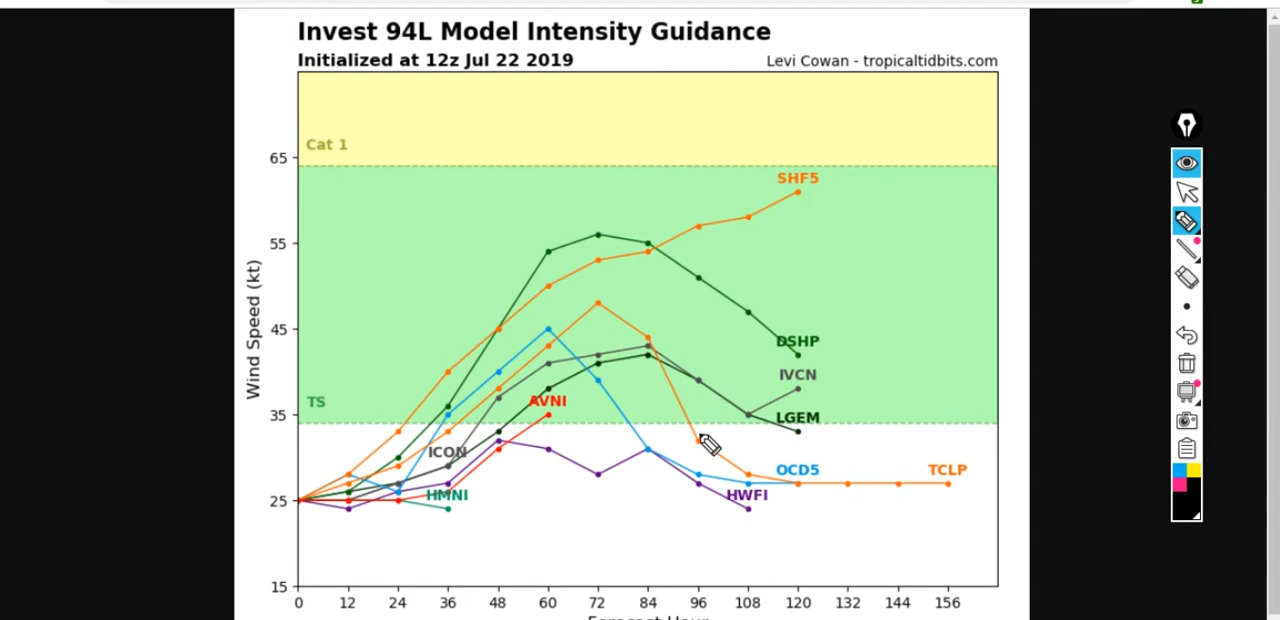 Invest 94L Model Intensity Guidance
Initialized at 12z Jul 22 2019
Levi Cowan - tropicaltidbits.com
Cat 1
65
SHF5
55
Wind Speed (kt)
45
DSHP
IVCN
TS
AVNI
35
LGEM
ICON
OCD5
TCLP
HMNI
HWFI
25
15
0 12 24 36 48 60 72 84 96 108 120 132 144 156
Forecast Hour